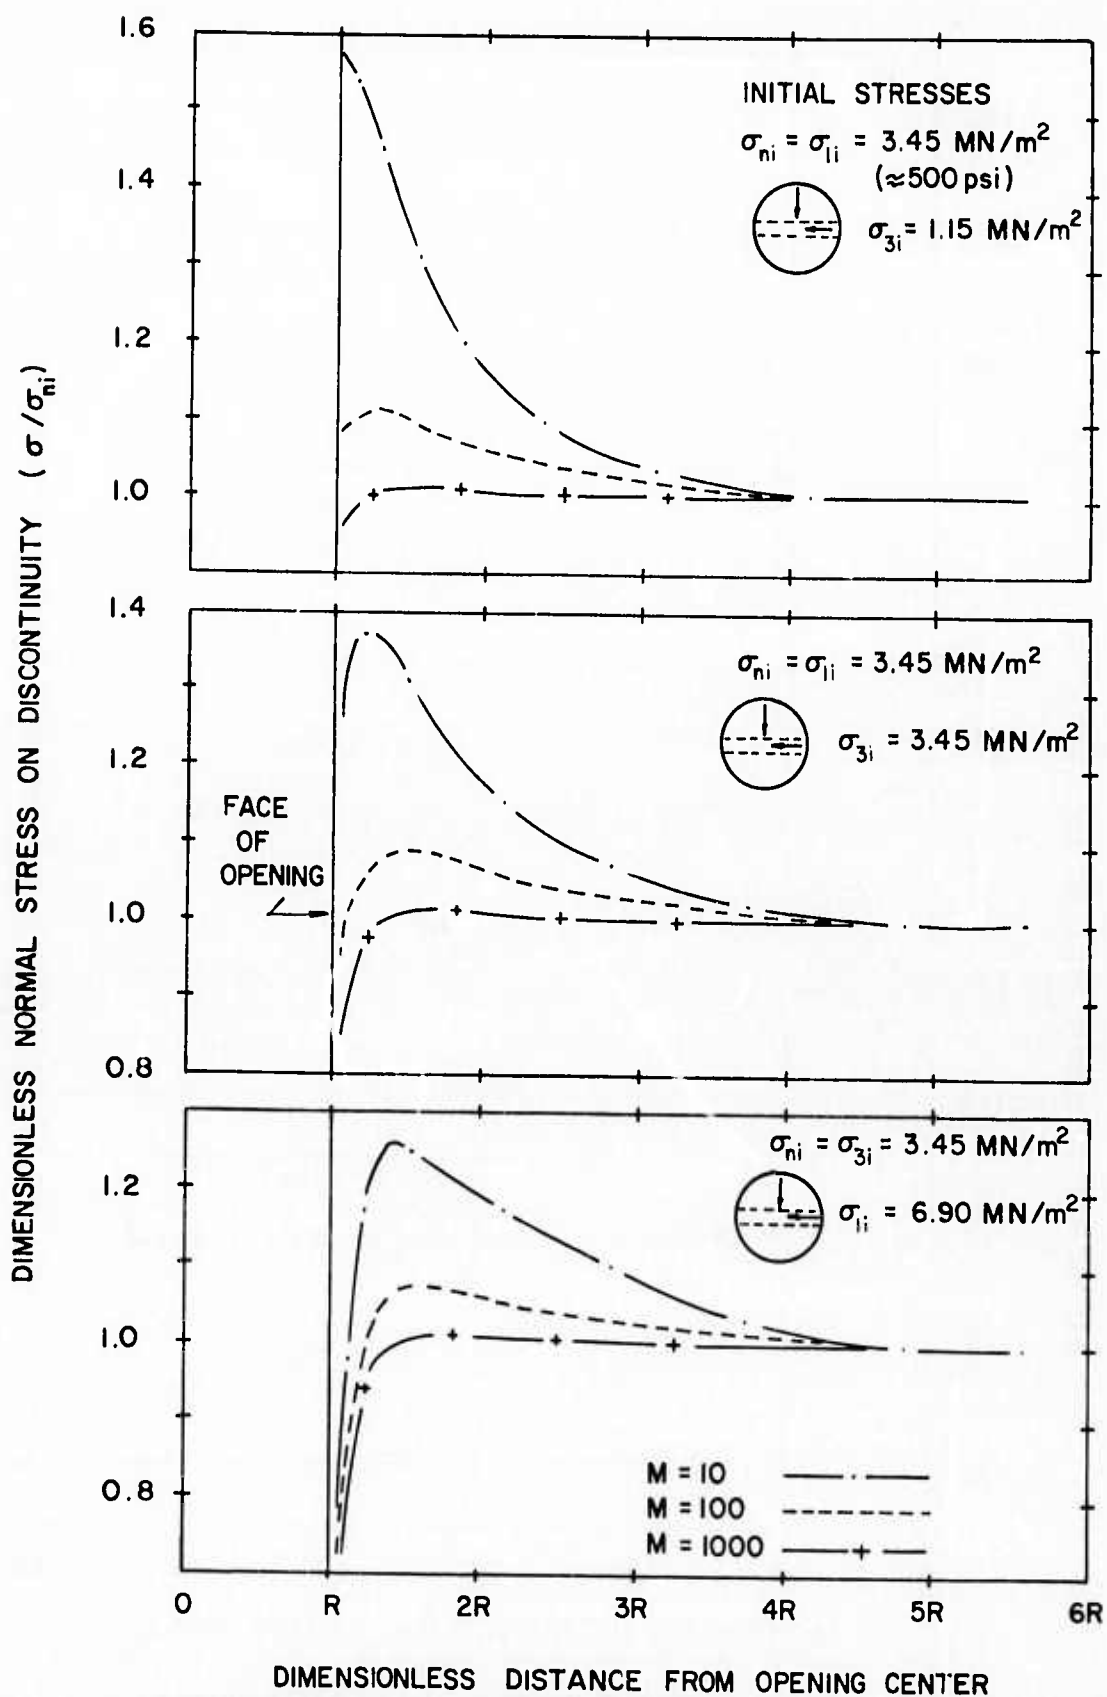 DIMENSIONLESS NORMAL STRESS ON DISCONTINUITY (σ/σni)
1.6
1.4
1.2
1.0
INITIAL STRESSES
σni = σ1i = 3.45 MN/m²
(≈500 psi)
σ3i = 1.15 MN/m²
1.4
1.2
1.0
0.8
σni = σ1i = 3.45 MN/m²
σ3i = 3.45 MN/m²
FACE
OF
OPENING
1.2
1.0
0.8
σni = σ3i = 3.45 MN/m²
σ1i = 6.90 MN/m²
M = 10
M = 100
M = 1000
0 R 2R 3R 4R 5R 6R
DIMENSIONLESS DISTANCE FROM OPENING CENTER